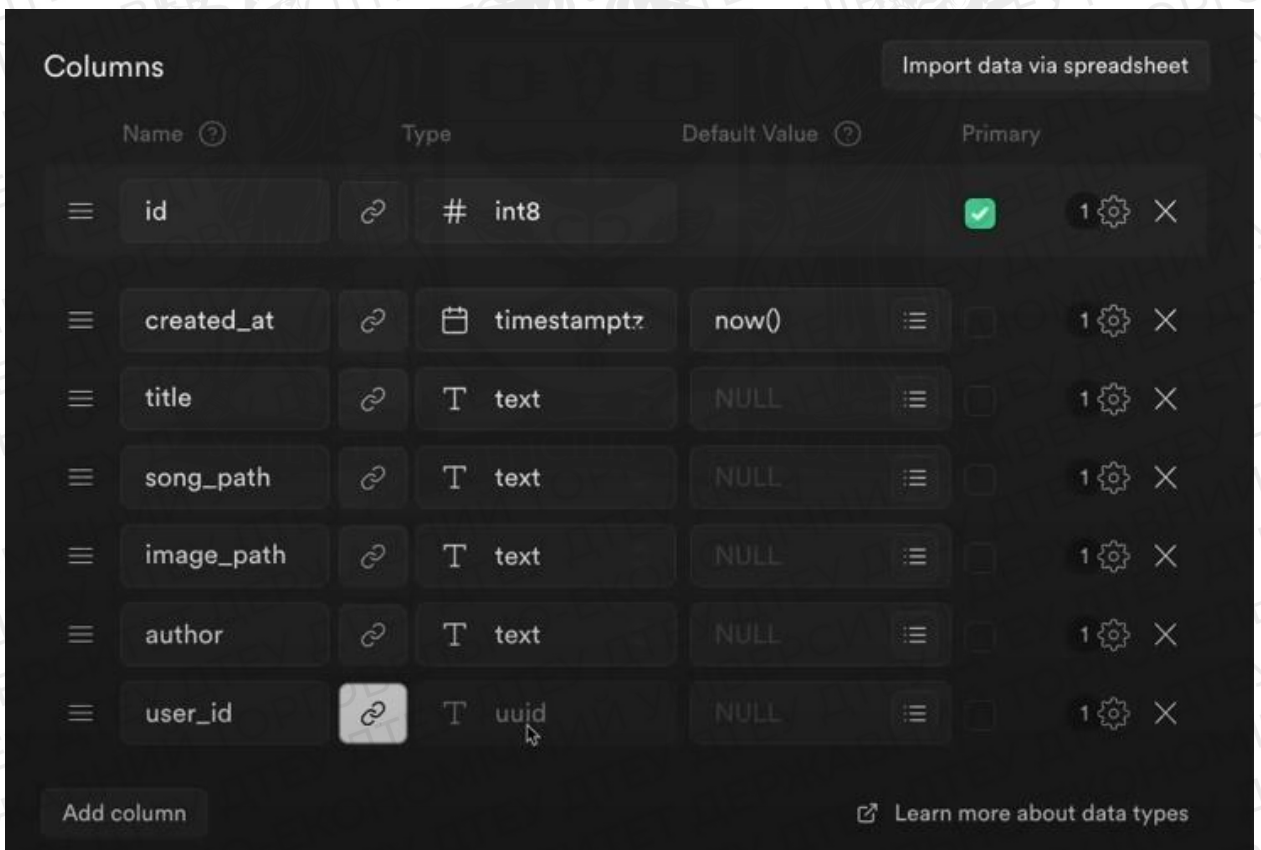 Columns
Import data via spreadsheet
Name Type Default Value Primary
id # int8 1
created_at timestamptz now() 1
title T text NULL 1
song_path T text NULL 1
image_path T text NULL 1
author T text NULL 1
user_id T uuid NULL 1
Add column
Learn more about data types